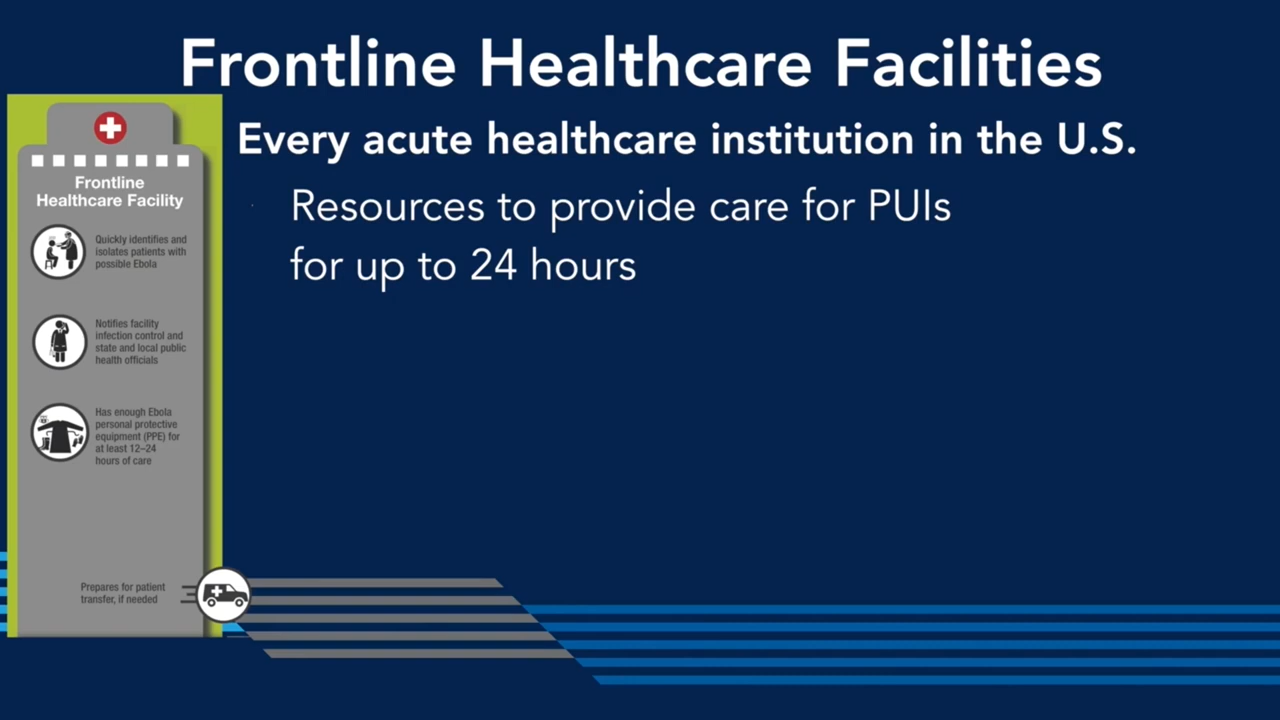 Frontline Healthcare Facilities
Every acute healthcare institution in the U.S.
Resources to provide care for PUIs
for up to 24 hours
Frontline
Healthcare Facility
Quickly identifies and
isolates patients with
possible Ebola
Notifies facility
infection control and
state and local public
health officials
Has enough Ebola
personal protective
equipment (PPE) for
at least 12–24
hours of care
Prepares for patient
transfer, if needed